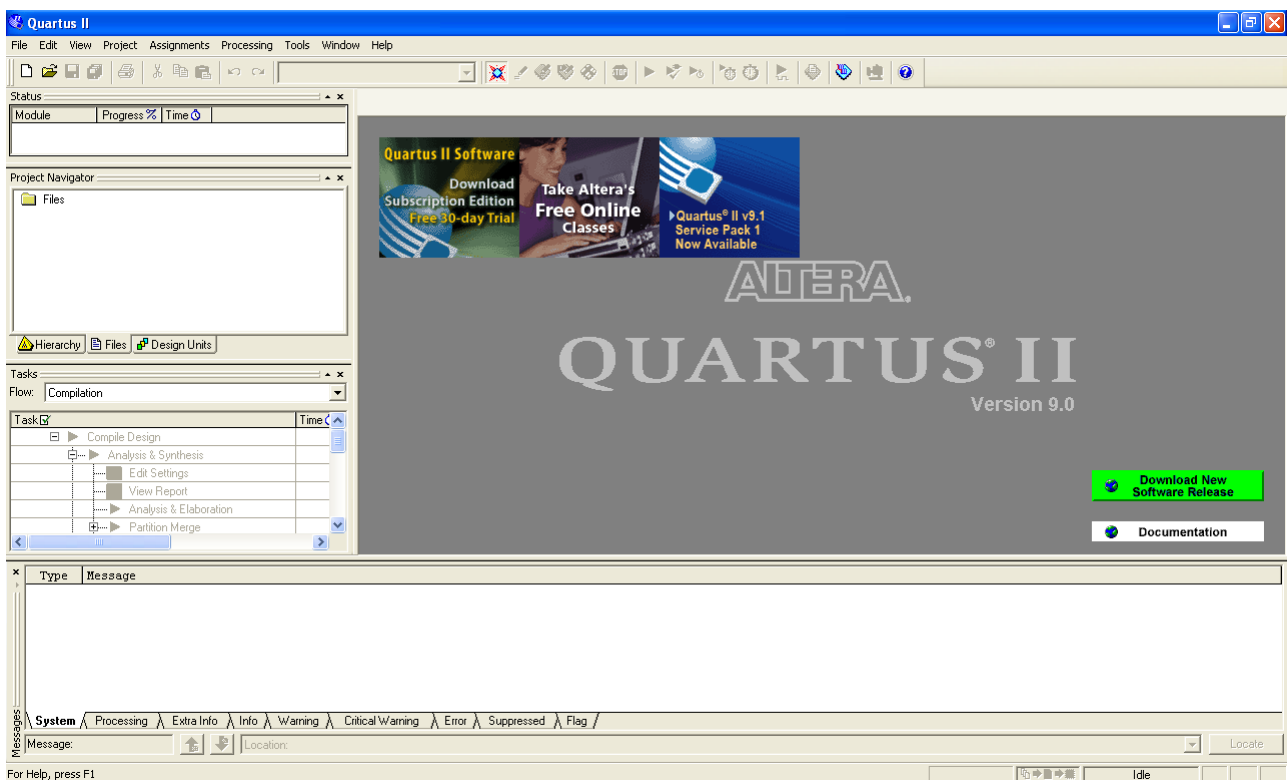 Quartus II
File Edit View Project Assignments Processing Tools Window Help
Status
Module Progress % Time
Project Navigator
Files
Hierarchy Files Design Units
Tasks
Flow: Compilation
Task Time
Compile Design
Analysis & Synthesis
Edit Settings
View Report
Analysis & Elaboration
Partition Merge
Quartus II Software
Download
Subscription Edition
Free 30-day Trial
Take Altera's
Free Online
Classes
Quartus® II v9.1
Service Pack 1
Now Available
ALTERA.
QUARTUS® II
Version 9.0
Download New
Software Release
Documentation
Type Message
System Processing Extra Info Info Warning Critical Warning Error Suppressed Flag
Messages
Message: Location: Locate
For Help, press F1 Idle